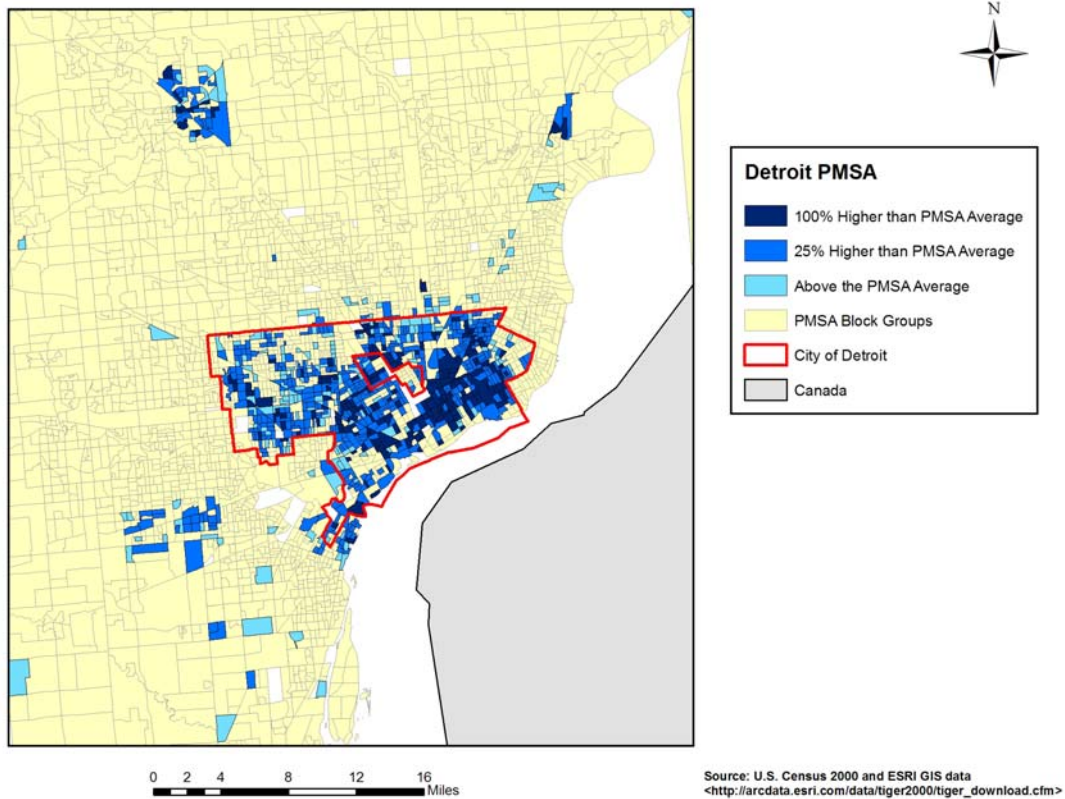 N
Detroit PMSA
100% Higher than PMSA Average
25% Higher than PMSA Average
Above the PMSA Average
PMSA Block Groups
City of Detroit
Canada
0 2 4 8 12 16
Miles
Source: U.S. Census 2000 and ESRI GIS data
<http://arcdata.esri.com/data/tiger2000/tiger_download.cfm>